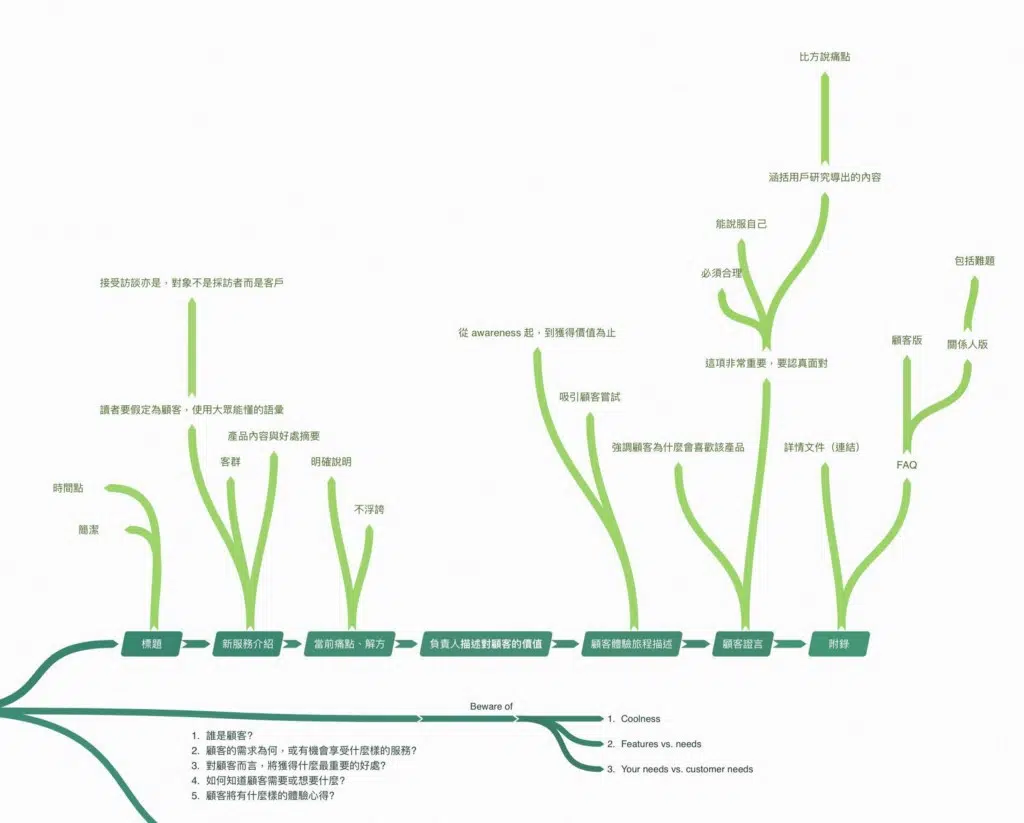 比方說痛點
涵括用戶研究導出的內容
能說服自己
必須合理
包括難題
接受訪談亦是，對象不是採訪者而是客戶
從 awareness 起，到獲得價值為止
顧客版
關係人版
這項非常重要，要認真面對
吸引顧客嘗試
讀者要假定為顧客，使用大眾能懂的語彙
產品內容與好處摘要
強調顧客為什麼會喜歡該產品
詳情文件（連結）
客群
明確說明
FAQ
時間點
不浮誇
簡潔
標題
新服務介紹
當前痛點、解方
負責人描述對顧客的價值
顧客體驗旅程描述
顧客證言
附錄
Beware of
1. Coolness
2. Features vs. needs
3. Your needs vs. customer needs
1. 誰是顧客?
2. 顧客的需求為何，或有機會享受什麼樣的服務?
3. 對顧客而言，將獲得什麼最重要的好處?
4. 如何知道顧客需要或想要什麼?
5. 顧客將有什麼樣的體驗心得?